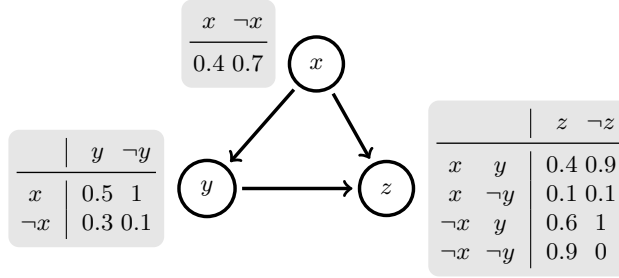 x ¬x
0.4 0.7
x
y ¬y
x 0.5 1
¬x 0.3 0.1
y
z
z ¬z
x y 0.4 0.9
x ¬y 0.1 0.1
¬x y 0.6 1
¬x ¬y 0.9 0